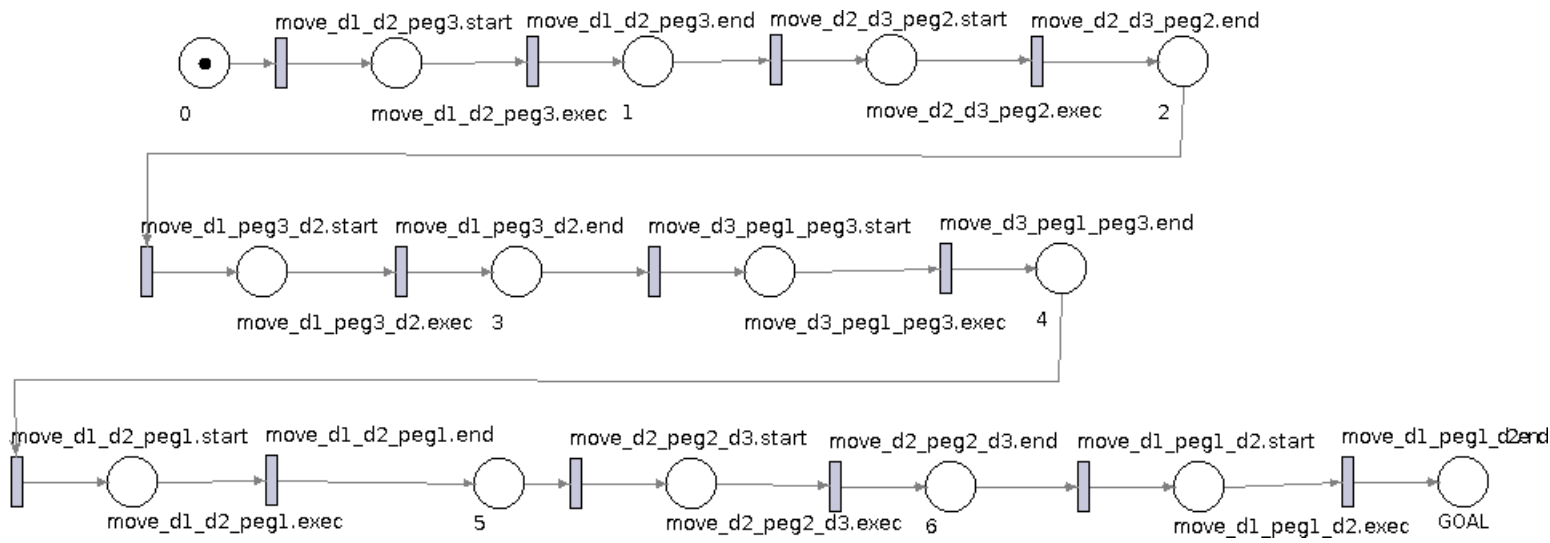 move_d1_d2_peg3.start move_d1_d2_peg3.end move_d2_d3_peg2.start move_d2_d3_peg2.end
0 move_d1_d2_peg3.exec 1 move_d2_d3_peg2.exec 2
move_d1_peg3_d2.start move_d1_peg3_d2.end move_d3_peg1_peg3.start move_d3_peg1_peg3.end
move_d1_peg3_d2.exec 3 move_d3_peg1_peg3.exec 4
move_d1_d2_peg1.start move_d1_d2_peg1.end move_d2_peg2_d3.start move_d2_peg2_d3.end move_d1_peg1_d2.start move_d1_peg1_d2end
move_d1_d2_peg1.exec 5 move_d2_peg2_d3.exec 6 move_d1_peg1_d2.exec GOAL